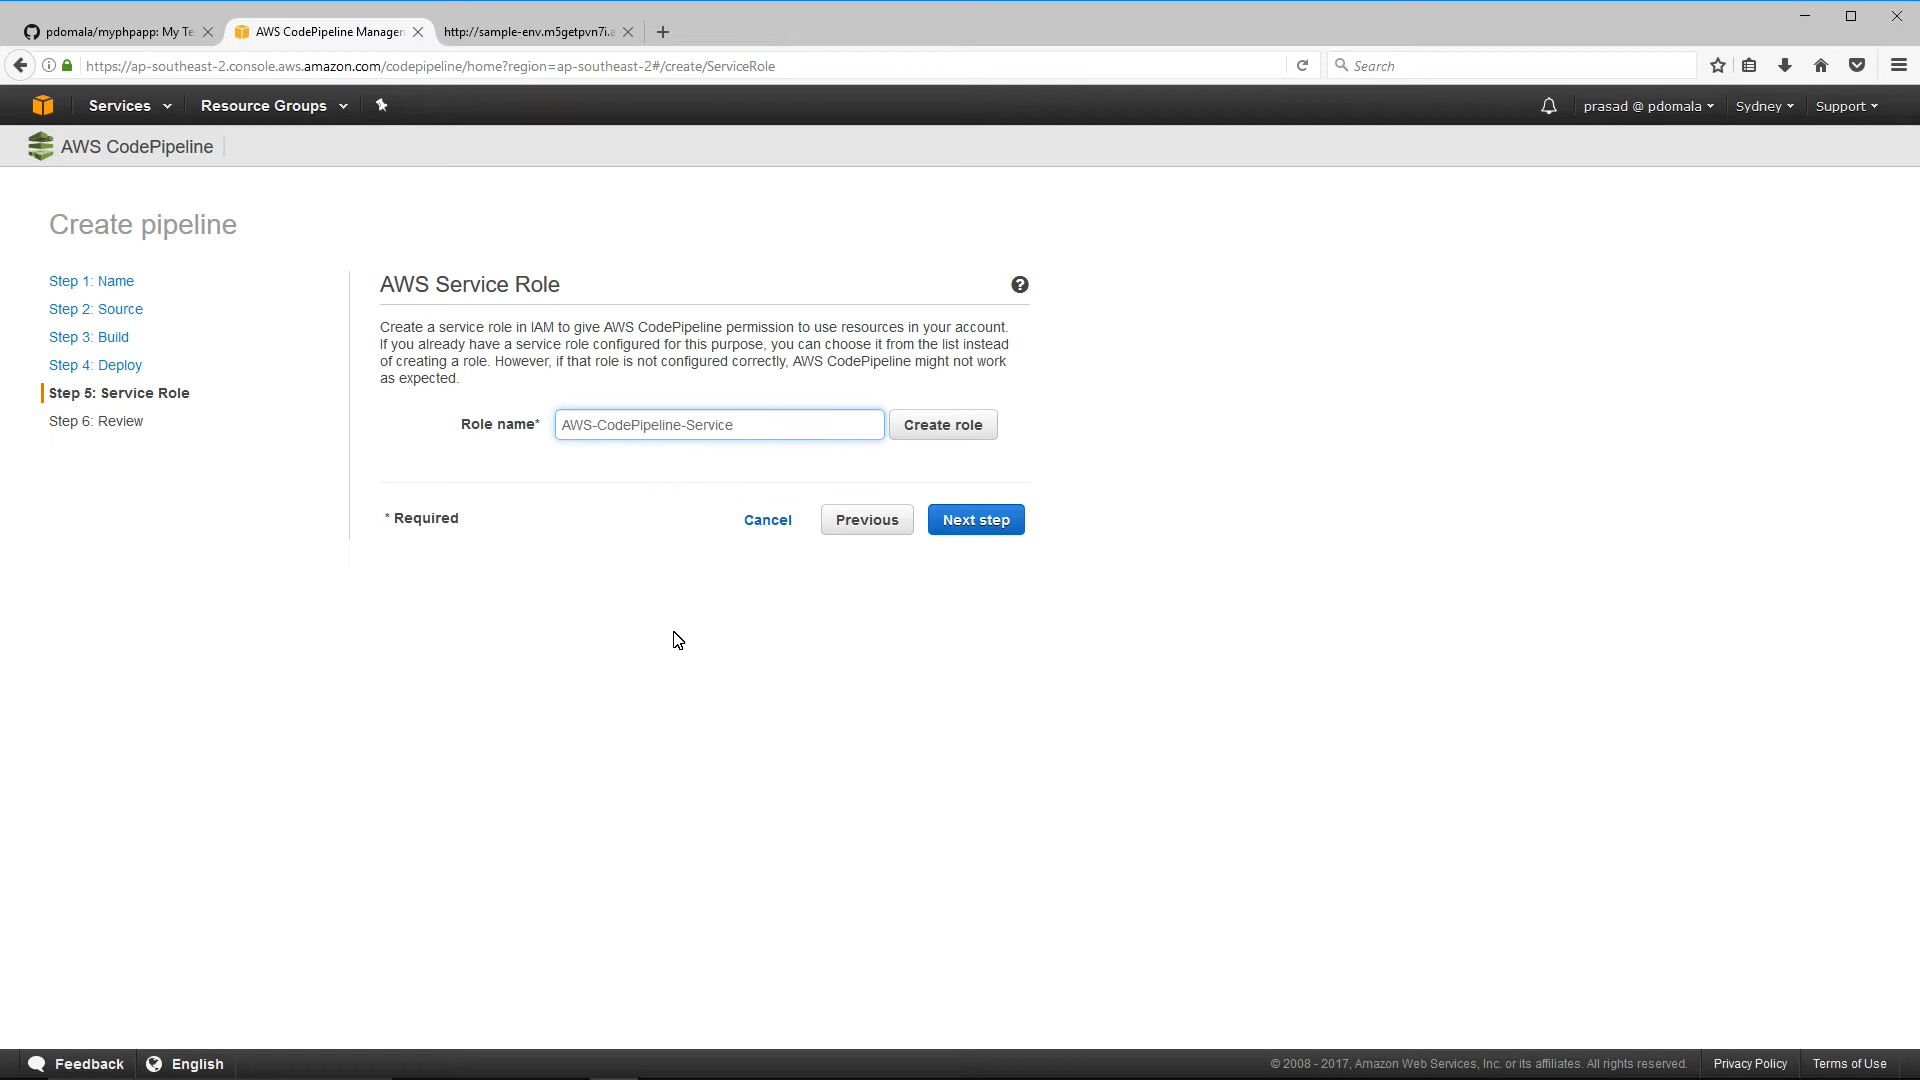 pdomala/myphpapp: My Te
AWS CodePipeline Manager
http://sample-env.m5getpvn7i.a
https://ap-southeast-2.console.aws.amazon.com/codepipeline/home?region=ap-southeast-2#/create/ServiceRole
Search
Services
Resource Groups
prasad @ pdomala
Sydney
Support
AWS CodePipeline
Create pipeline
Step 1: Name
Step 2: Source
Step 3: Build
Step 4: Deploy
Step 5: Service Role
Step 6: Review
AWS Service Role
?
Create a service role in IAM to give AWS CodePipeline permission to use resources in your account.
If you already have a service role configured for this purpose, you can choose it from the list instead
of creating a role. However, if that role is not configured correctly, AWS CodePipeline might not work
as expected.
Role name*
AWS-CodePipeline-Service
Create role
* Required
Cancel
Previous
Next step
Feedback
English
© 2008 - 2017, Amazon Web Services, Inc. or its affiliates. All rights reserved.
Privacy Policy
Terms of Use